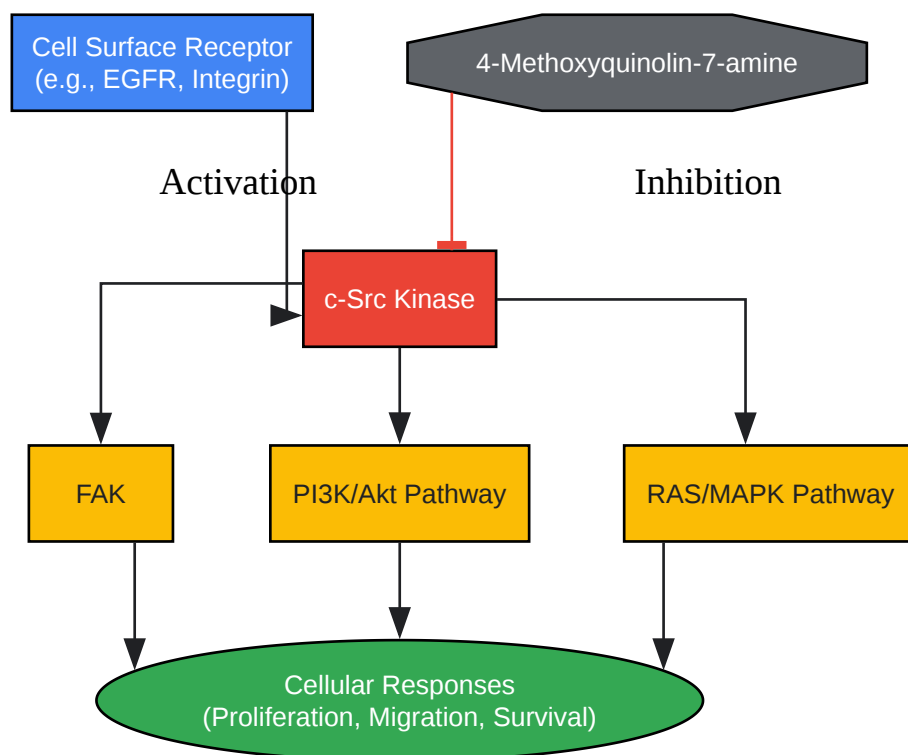 Cell Surface Receptor
(e.g., EGFR, Integrin)
4-Methoxyquinolin-7-amine
Activation
Inhibition
c-Src Kinase
FAK
PI3K/Akt Pathway
RAS/MAPK Pathway
Cellular Responses
(Proliferation, Migration, Survival)